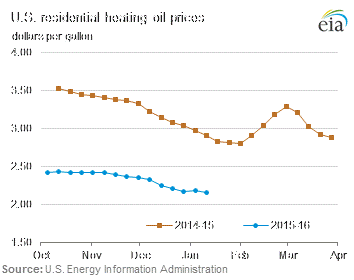 U.S. residential heating oil prices
dollars per gallon
eia
4.00
3.50
3.00
2.50
2.00
1.50
Oct Nov Dec Jan Feb Mar Apr
2014-15 2015-16
Source: U.S. Energy Information Administration